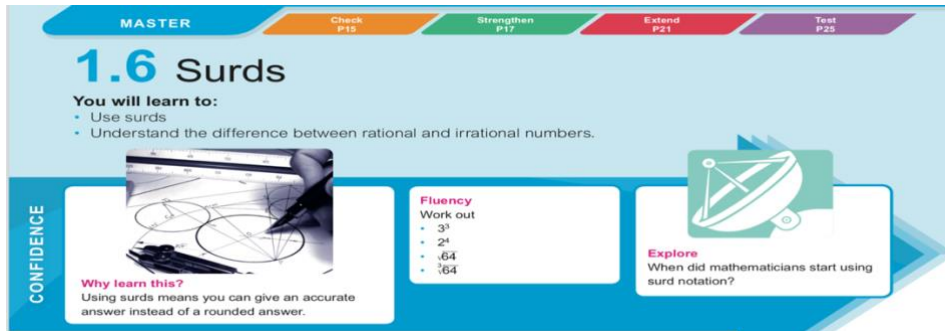 MASTER
Check
P15
Strengthen
P17
Extend
P21
Test
P25
1.6 Surds
You will learn to:
• Use surds
• Understand the difference between rational and irrational numbers.
CONFIDENCE
Why learn this?
Using surds means you can give an accurate
answer instead of a rounded answer.
Fluency
Work out
• 3³
• 2⁴
• √64
• ³√64
Explore
When did mathematicians start using
surd notation?